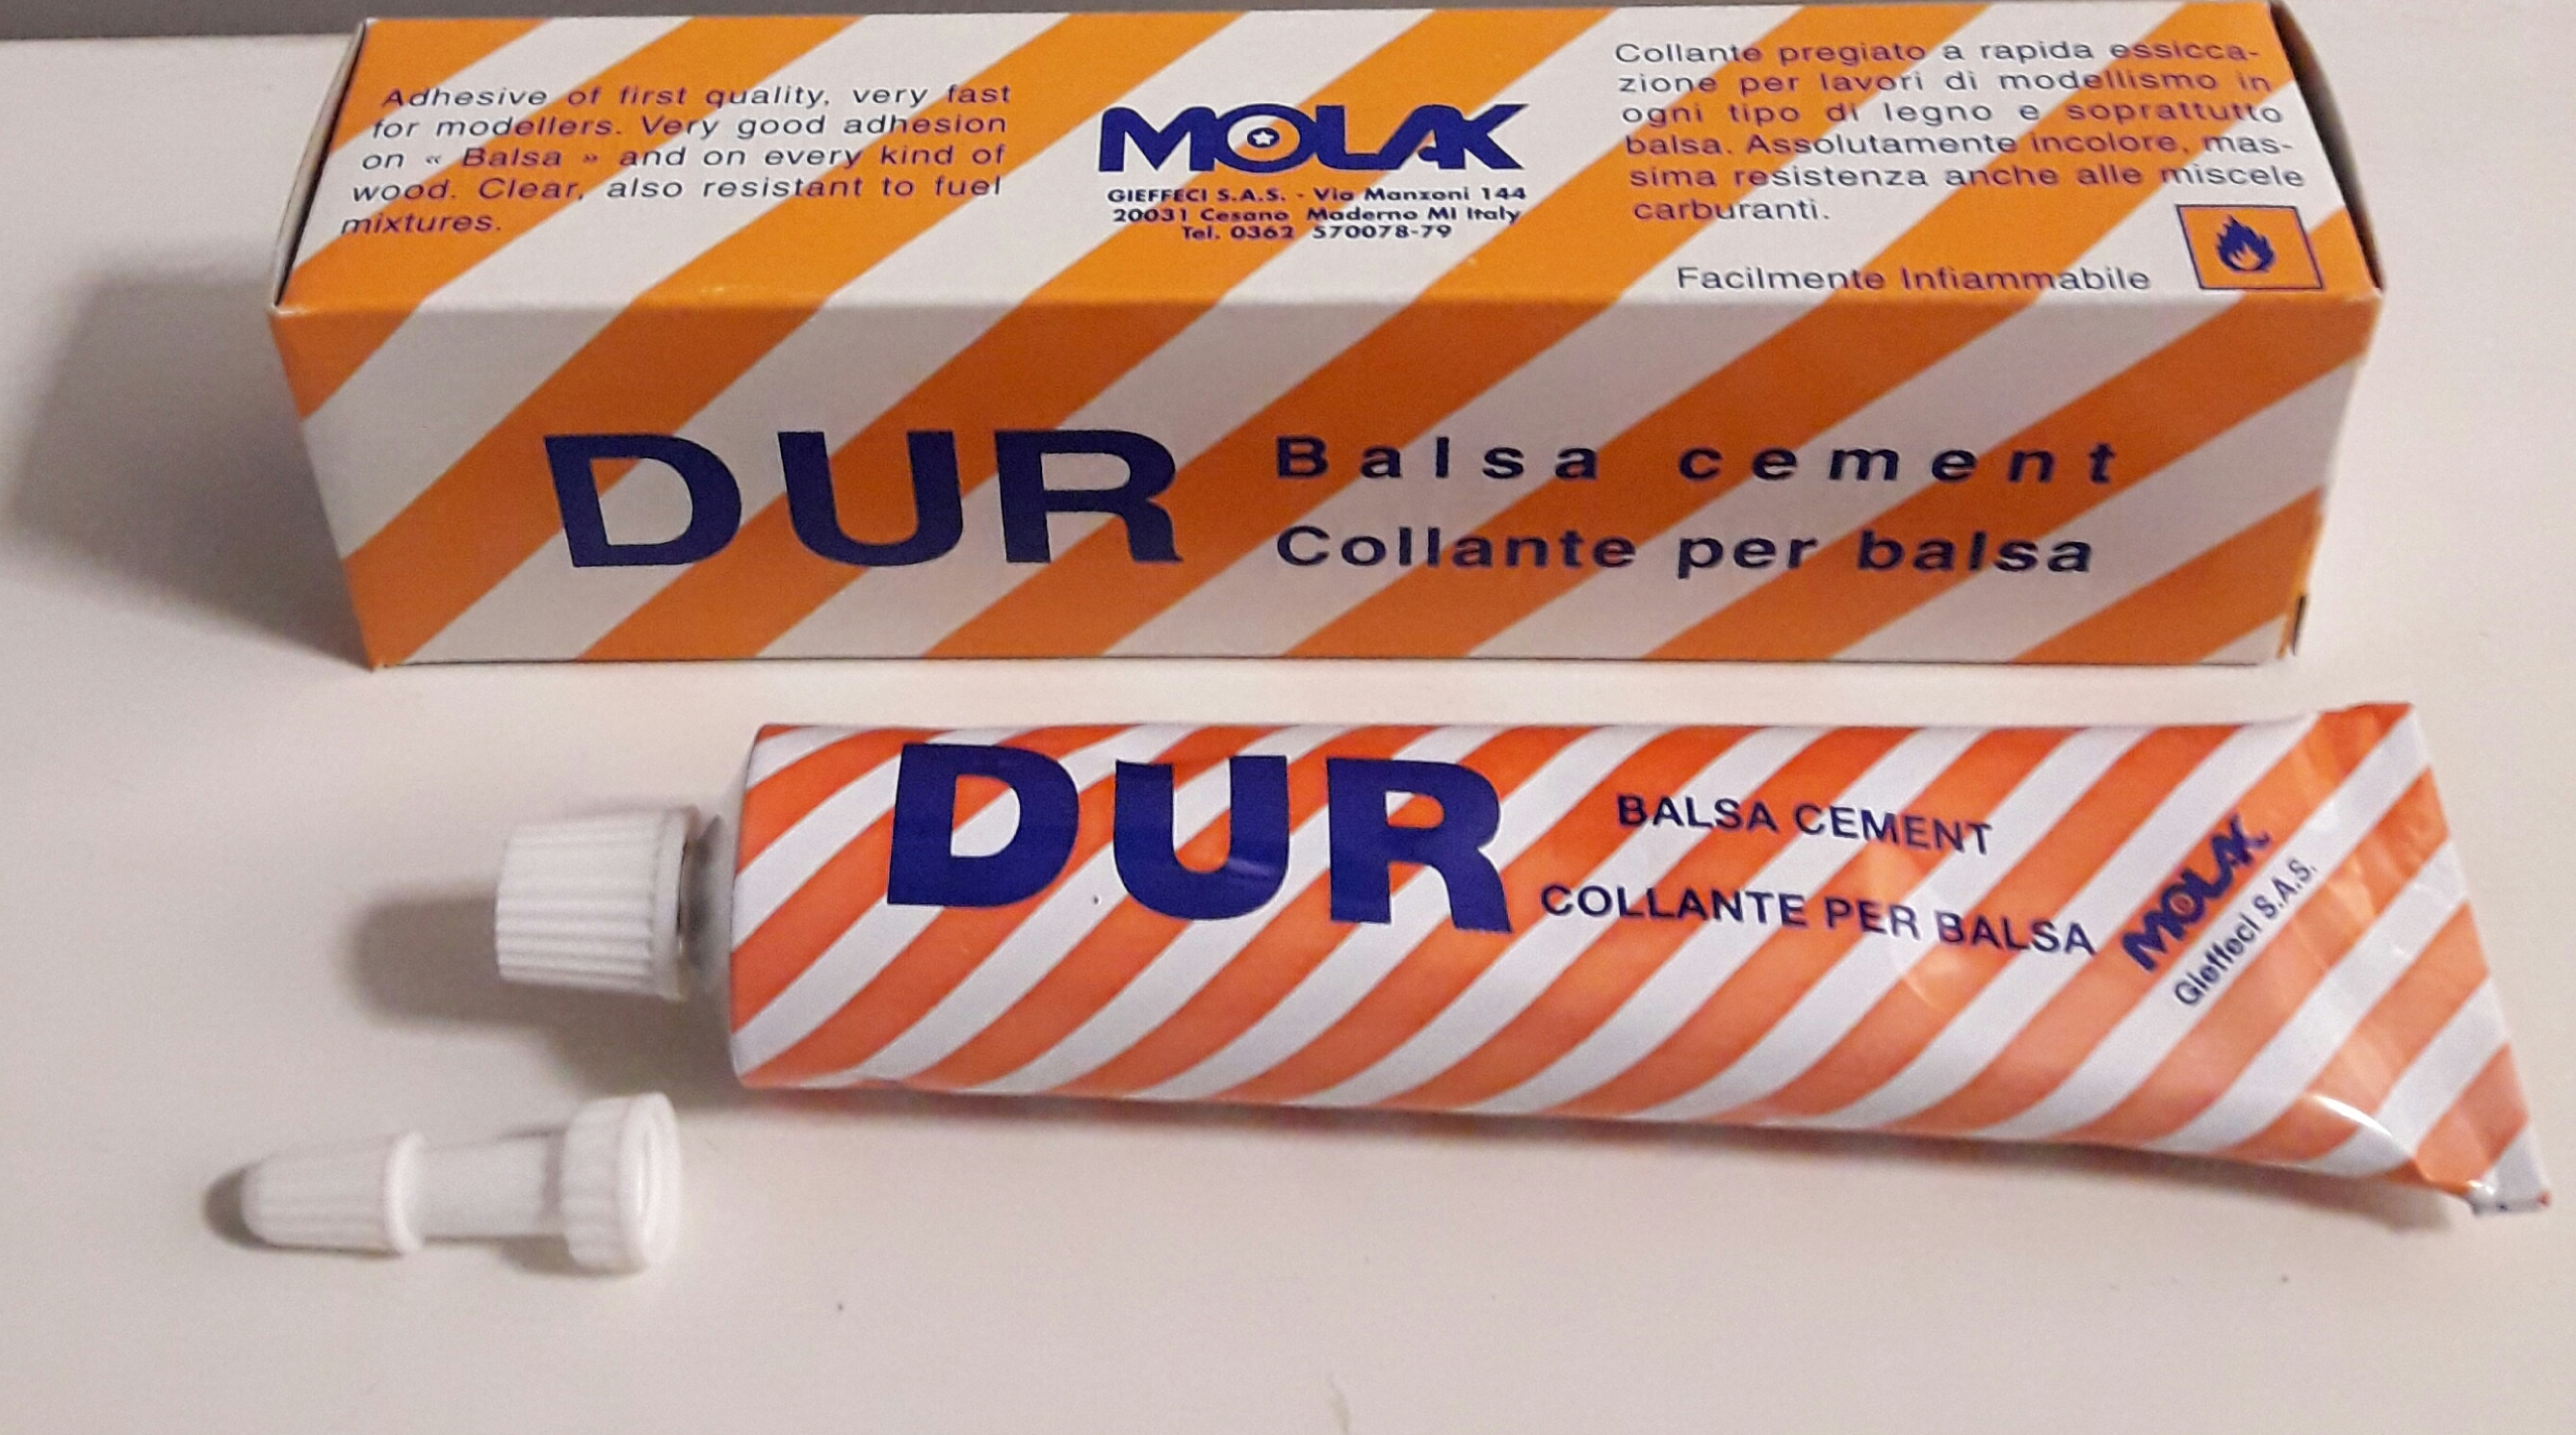 Adhesive of first quality, very fast
for modellers. Very good adhesion
on « Balsa » and on every kind of
wood. Clear, also resistant to fuel
mixtures.
MOLAK
GIEFFECI S.A.S. - Via Manzoni 144
20031 Cesano Maderno MI Italy
Tel. 0362 570078-79
Collante pregiato a rapida essicca-
zione per lavori di modellismo in
ogni tipo di legno e soprattutto
balsa. Assolutamente incolore, mas-
sima resistenza anche alle miscele
carburanti.
Facilmente Infiammabile
DUR
Balsa cement
Collante per balsa
DUR
BALSA CEMENT
COLLANTE PER BALSA
MOLAK
Gieffeci S.A.S.